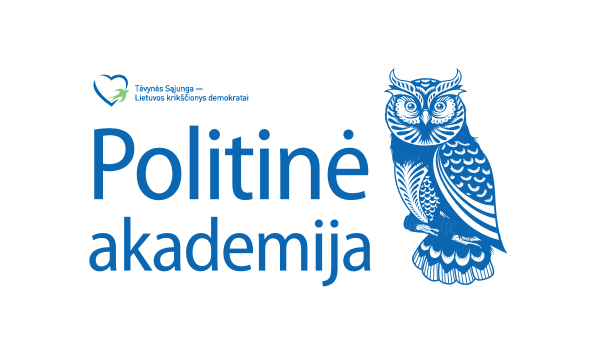 Tėvynės Sąjunga —
Lietuvos krikščionys demokratai
Politinė
akademija